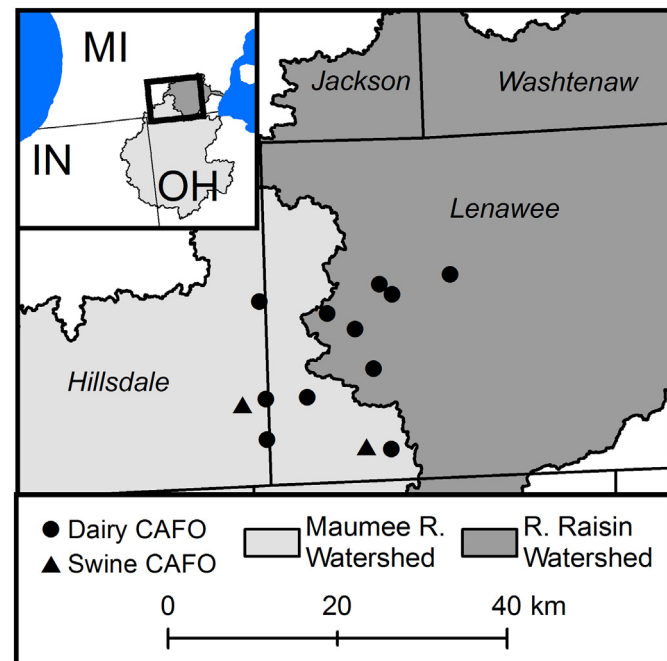 MI
IN
OH
Jackson
Washtenaw
Lenawee
Hillsdale
Dairy CAFO
Swine CAFO
Maumee R.
Watershed
R. Raisin
Watershed
0 20 40 km